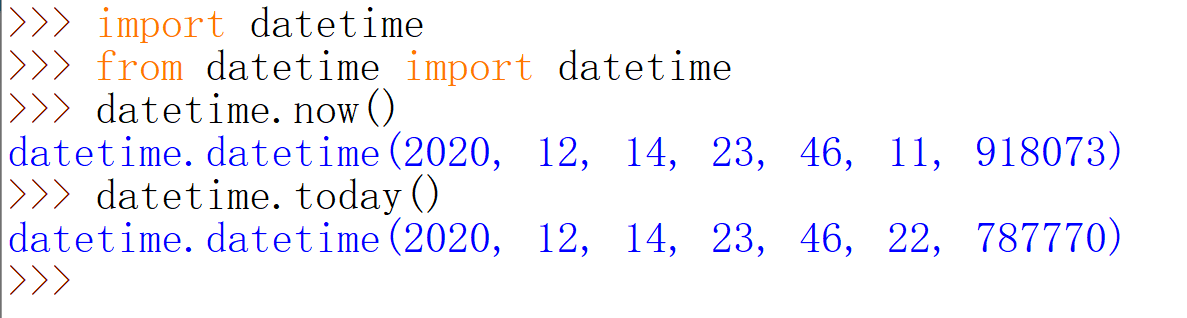 >>> import datetime
>>> from datetime import datetime
>>> datetime.now()
datetime.datetime(2020, 12, 14, 23, 46, 11, 918073)
>>> datetime.today()
datetime.datetime(2020, 12, 14, 23, 46, 22, 787770)
>>>